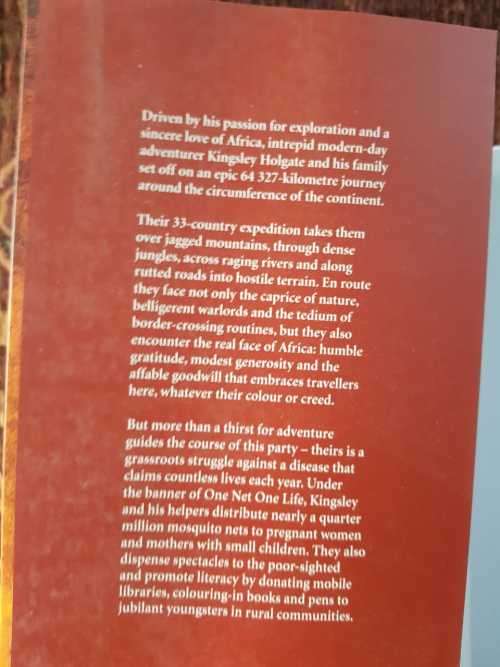 Driven by his passion for exploration and a
sincere love of Africa, intrepid modern-day
adventurer Kingsley Holgate and his family
set off on an epic 64 327-kilometre journey
around the circumference of the continent.
Their 33-country expedition takes them
over jagged mountains, through dense
jungles, across raging rivers and along
rutted roads into hostile terrain. En route
they face not only the caprice of nature,
belligerent warlords and the tedium of
border-crossing routines, but they also
encounter the real face of Africa: humble
gratitude, modest generosity and the
affable goodwill that embraces travellers
here, whatever their colour or creed.
But more than a thirst for adventure
guides the course of this party – theirs is a
grassroots struggle against a disease that
claims countless lives each year. Under
the banner of One Net One Life, Kingsley
and his helpers distribute nearly a quarter
million mosquito nets to pregnant women
and mothers with small children. They also
dispense spectacles to the poor-sighted
and promote literacy by donating mobile
libraries, colouring-in books and pens to
jubilant youngsters in rural communities.